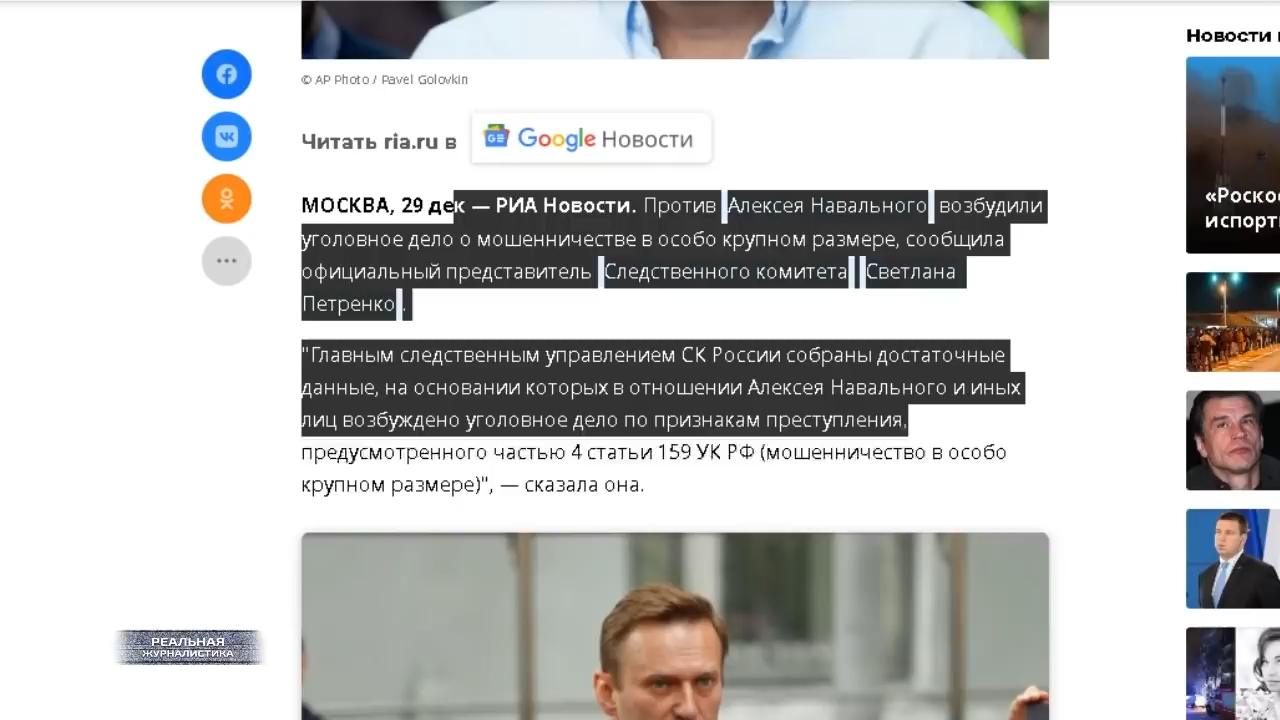 Новости
© AP Photo / Pavel Golovkin
Читать ria.ru в Google Новости
МОСКВА, 29 дек — РИА Новости. Против Алексея Навального возбудили
уголовное дело о мошенничестве в особо крупном размере, сообщила
официальный представитель Следственного комитета Светлана
Петренко.
"Главным следственным управлением СК России собраны достаточные
данные, на основании которых в отношении Алексея Навального и иных
лиц возбуждено уголовное дело по признакам преступления,
предусмотренного частью 4 статьи 159 УК РФ (мошенничество в особо
крупном размере)", — сказала она.
РЕАЛЬНАЯ
ЖУРНАЛИСТИКА